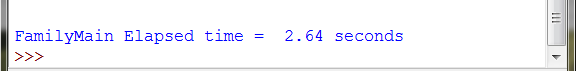 FamilyMain Elapsed time =  2.64 seconds
>>>